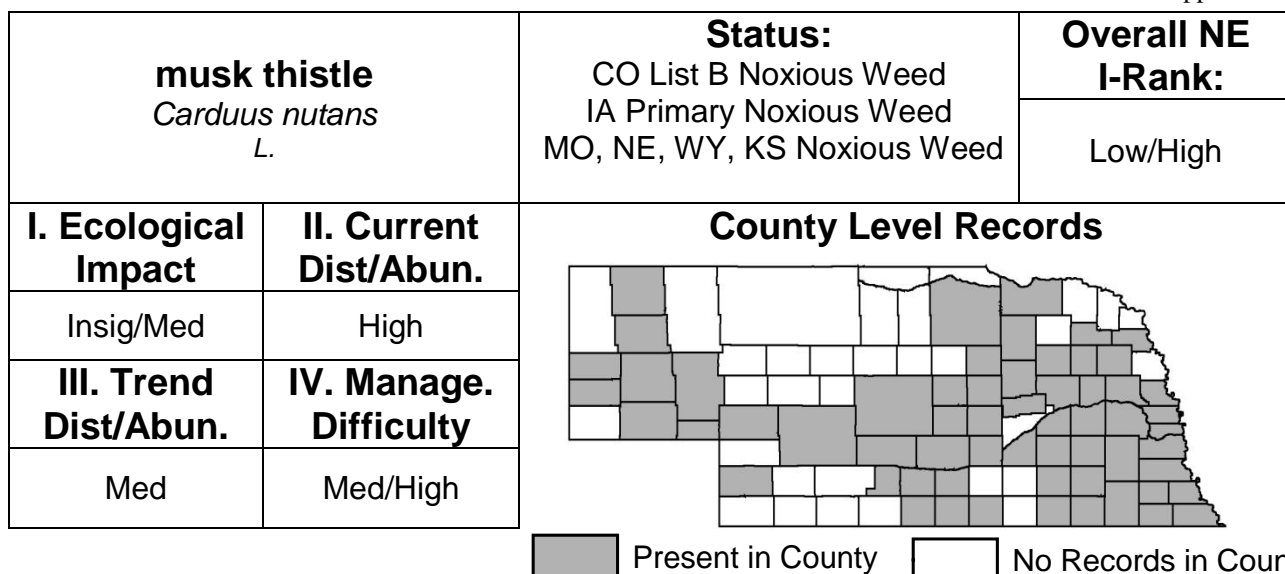 musk thistle
Carduus nutans
L.
Status:
CO List B Noxious Weed
IA Primary Noxious Weed
MO, NE, WY, KS Noxious Weed
Overall NE
I-Rank:
Low/High
I. Ecological
Impact
II. Current
Dist/Abun.
Insig/Med
High
III. Trend
Dist/Abun.
IV. Manage.
Difficulty
Med
Med/High
County Level Records
Present in County
No Records in Coun